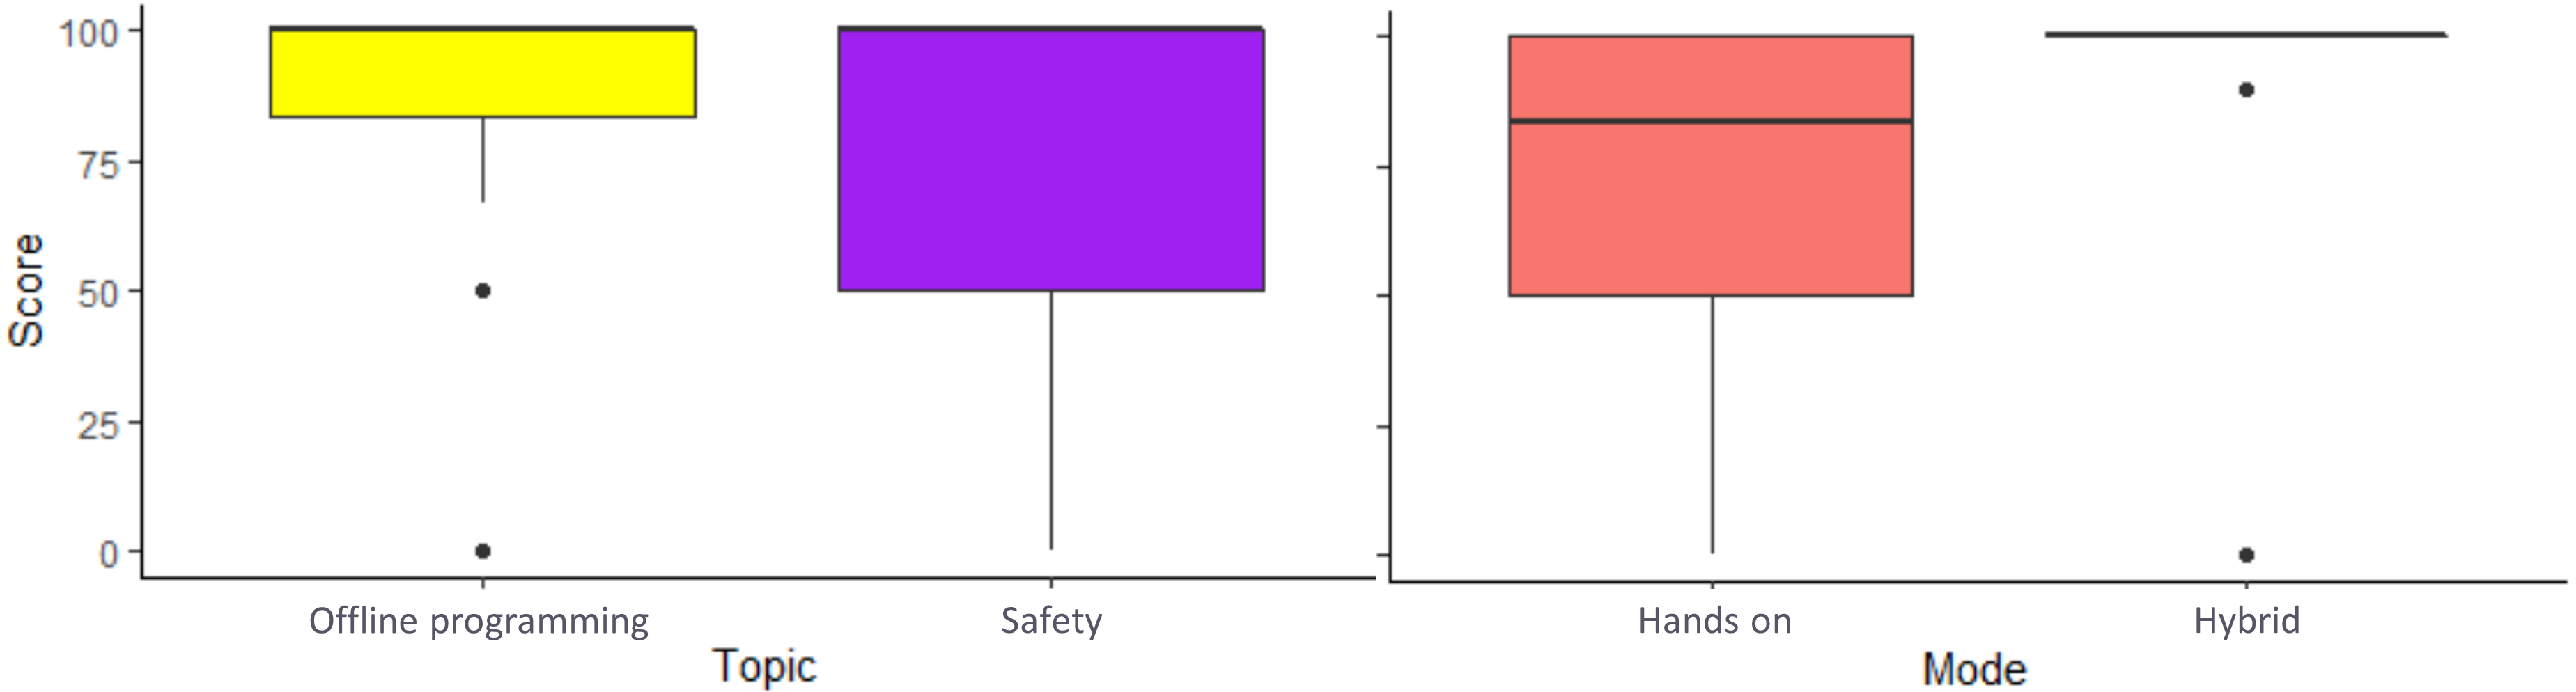 Score
100
75
50
25
0
Offline programming
Safety
Topic
Hands on
Hybrid
Mode